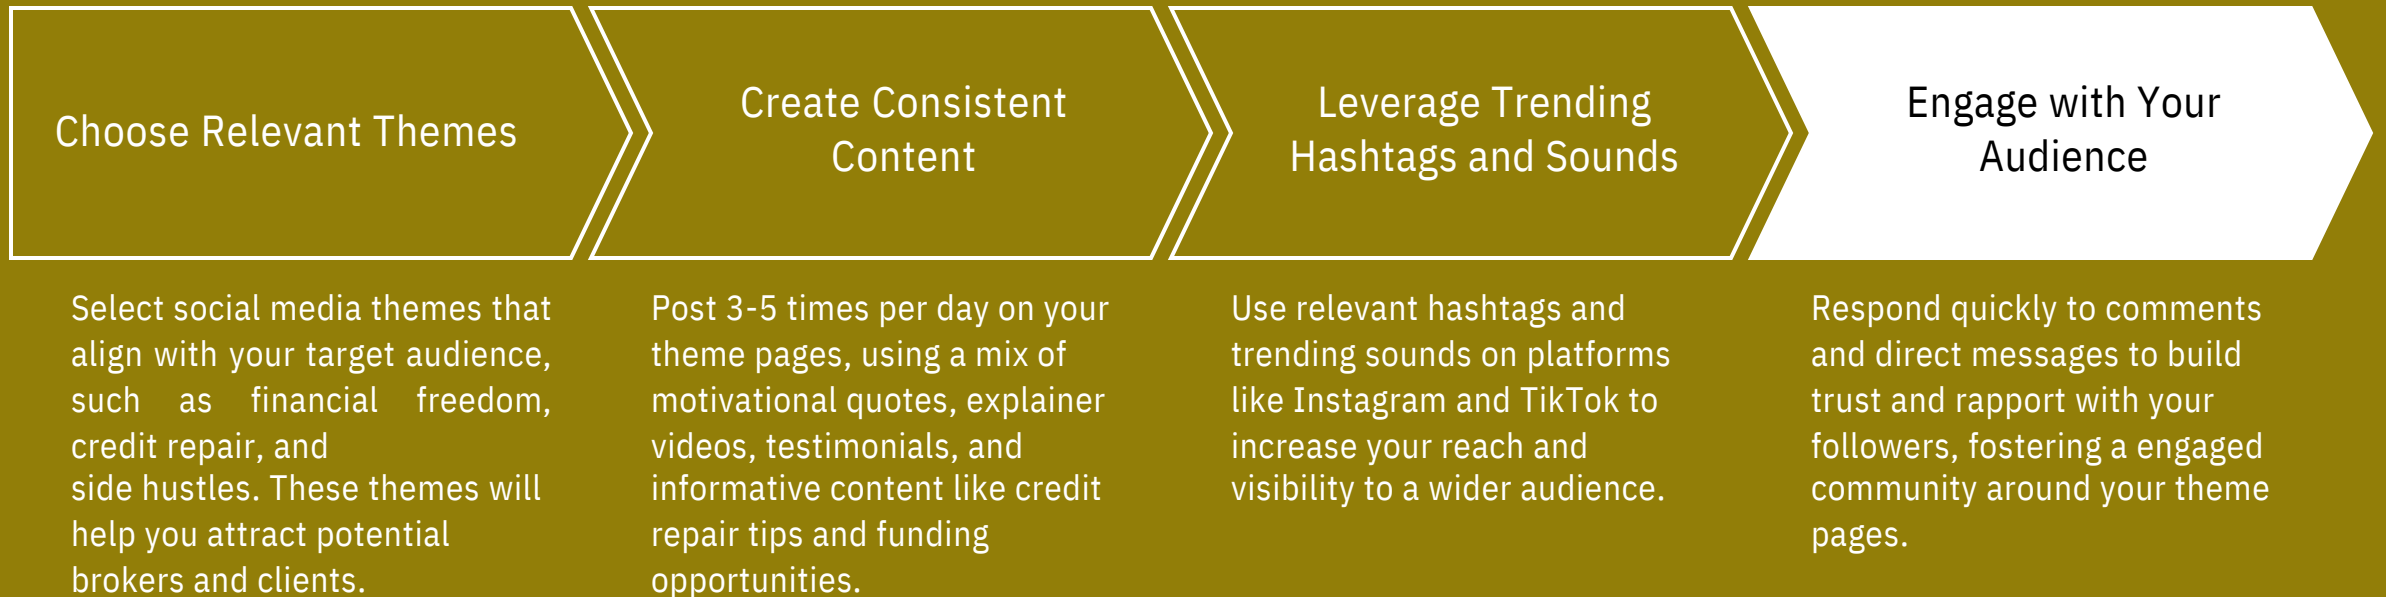 Choose Relevant Themes
Create Consistent
Content
Leverage Trending
Hashtags and Sounds
Engage with Your
Audience
Select social media themes that
align with your target audience,
such as financial freedom,
credit repair, and
side hustles. These themes will
help you attract potential
brokers and clients.
Post 3-5 times per day on your
theme pages, using a mix of
motivational quotes, explainer
videos, testimonials, and
informative content like credit
repair tips and funding
opportunities.
Use relevant hashtags and
trending sounds on platforms
like Instagram and TikTok to
increase your reach and
visibility to a wider audience.
Respond quickly to comments
and direct messages to build
trust and rapport with your
followers, fostering a engaged
community around your theme
pages.